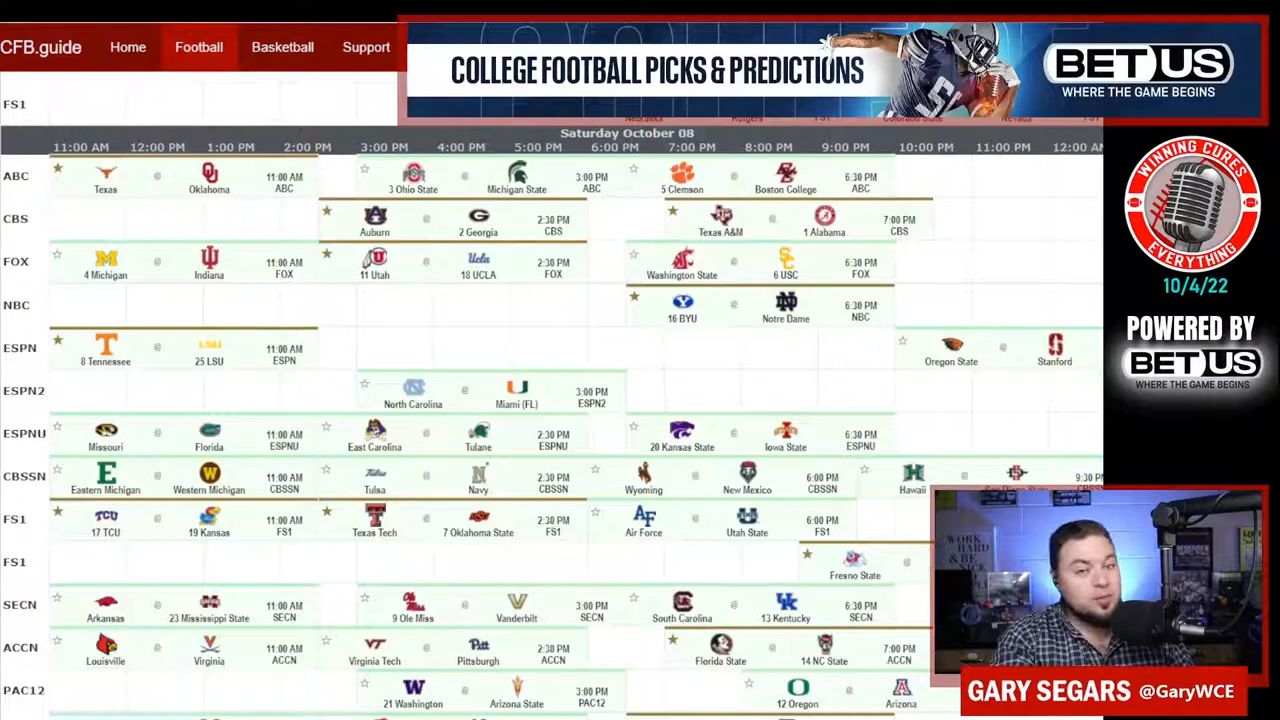 CFB.guide Home Football Basketball Support
COLLEGE FOOTBALL PICKS & PREDICTIONS
BETUS
WHERE THE GAME BEGINS
FS1
Nebraska Rutgers FS1 Colorado State Nevada FS1
Saturday October 08
11:00 AM 12:00 PM 1:00 PM 2:00 PM 3:00 PM 4:00 PM 5:00 PM 6:00 PM 7:00 PM 8:00 PM 9:00 PM 10:00 PM 11:00 PM 12:00 AM
ABC
Texas @ Oklahoma 11:00 AM ABC
3 Ohio State @ Michigan State 3:00 PM ABC
5 Clemson @ Boston College 6:30 PM ABC
CBS
Auburn @ 2 Georgia 2:30 PM CBS
Texas A&M @ 1 Alabama 7:00 PM CBS
FOX
4 Michigan @ Indiana 11:00 AM FOX
11 Utah @ 18 UCLA 2:30 PM FOX
Washington State @ 6 USC 6:30 PM FOX
NBC
16 BYU @ Notre Dame 6:30 PM NBC
ESPN
8 Tennessee @ 25 LSU 11:00 AM ESPN
Oregon State @ Stanford
ESPN2
North Carolina @ Miami (FL) 3:00 PM ESPN2
ESPNU
Missouri @ Florida 11:00 AM ESPNU
East Carolina @ Tulane 2:30 PM ESPNU
20 Kansas State @ Iowa State 6:30 PM ESPNU
CBSSN
Eastern Michigan @ Western Michigan 11:00 AM CBSSN
Tulsa @ Navy 2:30 PM CBSSN
Wyoming @ New Mexico 6:00 PM CBSSN
Hawaii @ San Diego State 9:30 PM
FS1
17 TCU @ 19 Kansas 11:00 AM FS1
Texas Tech @ 7 Oklahoma State 2:30 PM FS1
Air Force @ Utah State 6:00 PM FS1
FS1
Fresno State @
SECN
Arkansas @ 23 Mississippi State 11:00 AM SECN
9 Ole Miss @ Vanderbilt 3:00 PM SECN
South Carolina @ 13 Kentucky 6:30 PM SECN
ACCN
Louisville @ Virginia 11:00 AM ACCN
Virginia Tech @ Pittsburgh 2:30 PM ACCN
Florida State @ 14 NC State 7:00 PM ACCN
PAC12
21 Washington @ Arizona State 3:00 PM PAC12
12 Oregon @ Arizona
WINNING CURES
EVERYTHING
10/4/22
POWERED BY
BETUS
WHERE THE GAME BEGINS
WORK
HARD
& BE
NICE
GARY SEGARS @GaryWCE